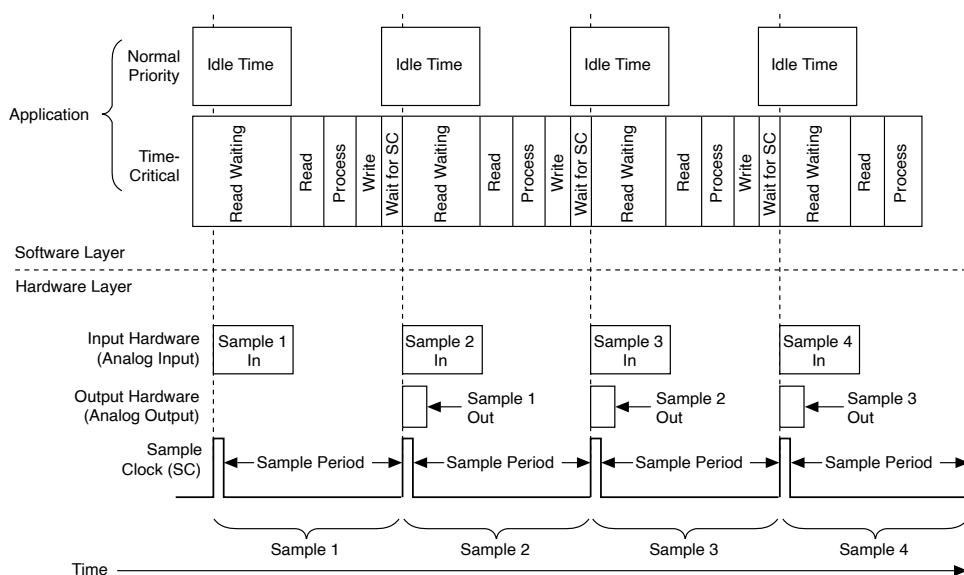 Application
Normal
Priority
Idle Time
Idle Time
Idle Time
Idle Time
Time-
Critical
Read Waiting
Read
Process
Write
Wait for SC
Read Waiting
Read
Process
Write
Wait for SC
Read Waiting
Read
Process
Write
Wait for SC
Read Waiting
Read
Process
Software Layer
Hardware Layer
Input Hardware
(Analog Input)
Sample 1
In
Sample 2
In
Sample 3
In
Sample 4
In
Output Hardware
(Analog Output)
Sample 1
Out
Sample 2
Out
Sample 3
Out
Sample
Clock (SC)
Sample Period
Sample Period
Sample Period
Sample Period
Sample 1
Sample 2
Sample 3
Sample 4
Time